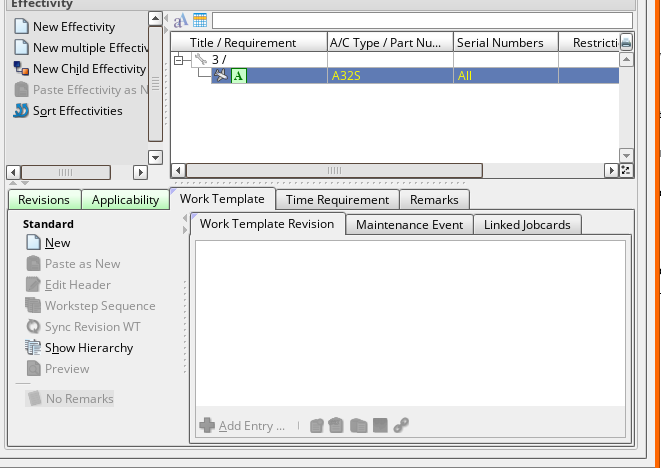 Effectivity
New Effectivity
New multiple Effectiv
New Child Effectivity
Paste Effectivity as N
Sort Effectivities
Title / Requirement A/C Type / Part Nu... Serial Numbers Restricti
3 /
A A32S All
Revisions Applicability Work Template Time Requirement Remarks
Standard
New
Paste as New
Edit Header
Workstep Sequence
Sync Revision WT
Show Hierarchy
Preview
No Remarks
Work Template Revision Maintenance Event Linked Jobcards
Add Entry ...